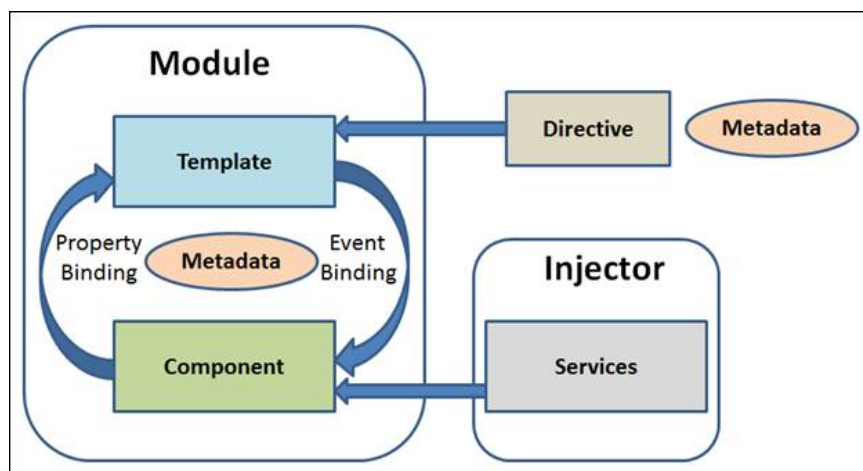 Module
Template
Directive
Metadata
Property
Binding
Metadata
Event
Binding
Injector
Component
Services